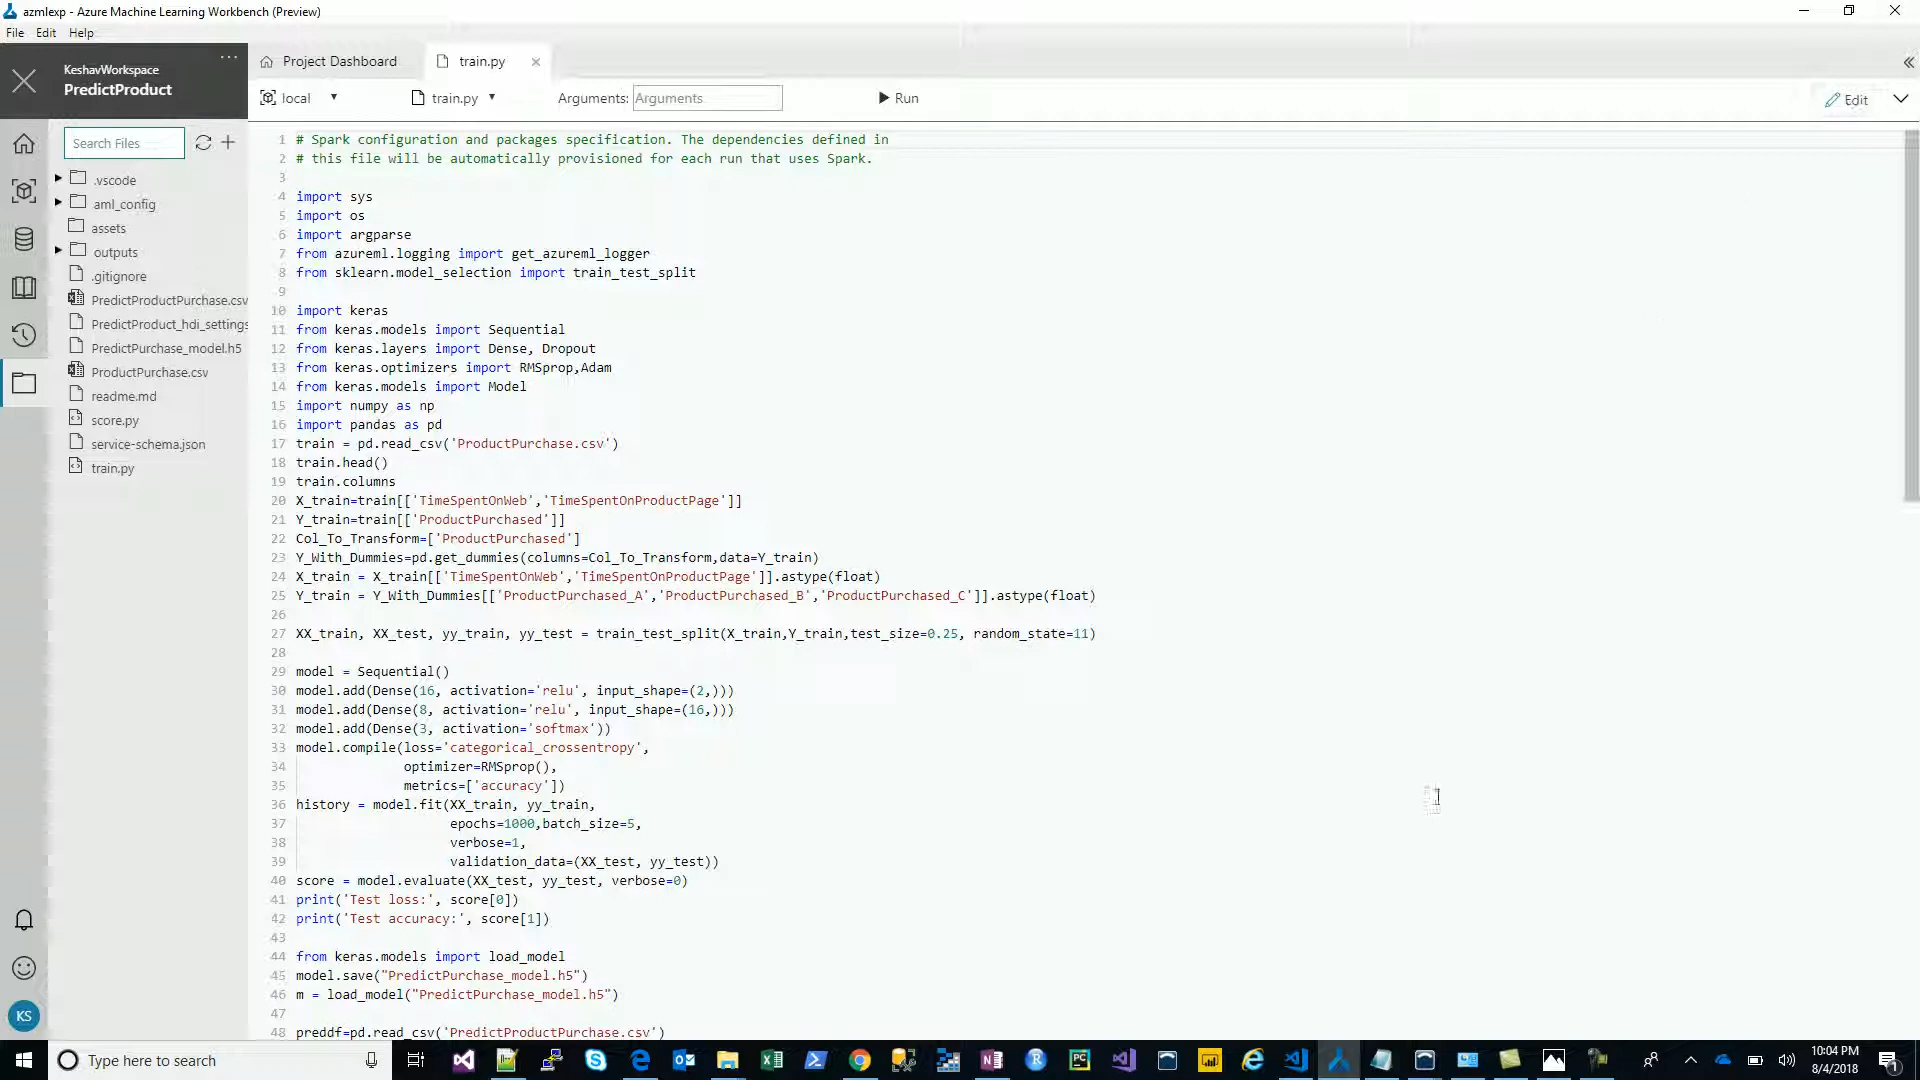 azmlexp - Azure Machine Learning Workbench (Preview)
File Edit Help
KeshavWorkspace
PredictProduct
Project Dashboard
train.py
local
train.py
Arguments: Arguments
Run
Edit
Search Files
.vscode
aml_config
assets
outputs
.gitignore
PredictProductPurchase.csv
PredictProduct_hdi_settings
PredictPurchase_model.h5
ProductPurchase.csv
readme.md
score.py
service-schema.json
train.py
KS
1 # Spark configuration and packages specification. The dependencies defined in
2 # this file will be automatically provisioned for each run that uses Spark.
3
4 import sys
5 import os
6 import argparse
7 from azureml.logging import get_azureml_logger
8 from sklearn.model_selection import train_test_split
9
10 import keras
11 from keras.models import Sequential
12 from keras.layers import Dense, Dropout
13 from keras.optimizers import RMSprop,Adam
14 from keras.models import Model
15 import numpy as np
16 import pandas as pd
17 train = pd.read_csv('ProductPurchase.csv')
18 train.head()
19 train.columns
20 X_train=train[['TimeSpentOnWeb','TimeSpentOnProductPage']]
21 Y_train=train[['ProductPurchased']]
22 Col_To_Transform=['ProductPurchased']
23 Y_With_Dummies=pd.get_dummies(columns=Col_To_Transform,data=Y_train)
24 X_train = X_train[['TimeSpentOnWeb','TimeSpentOnProductPage']].astype(float)
25 Y_train = Y_With_Dummies[['ProductPurchased_A','ProductPurchased_B','ProductPurchased_C']].astype(float)
26
27 XX_train, XX_test, yy_train, yy_test = train_test_split(X_train,Y_train,test_size=0.25, random_state=11)
28
29 model = Sequential()
30 model.add(Dense(16, activation='relu', input_shape=(2,)))
31 model.add(Dense(8, activation='relu', input_shape=(16,)))
32 model.add(Dense(3, activation='softmax'))
33 model.compile(loss='categorical_crossentropy',
34 optimizer=RMSprop(),
35 metrics=['accuracy'])
36 history = model.fit(XX_train, yy_train,
37 epochs=1000,batch_size=5,
38 verbose=1,
39 validation_data=(XX_test, yy_test))
40 score = model.evaluate(XX_test, yy_test, verbose=0)
41 print('Test loss:', score[0])
42 print('Test accuracy:', score[1])
43
44 from keras.models import load_model
45 model.save("PredictPurchase_model.h5")
46 m = load_model("PredictPurchase_model.h5")
47
48 preddf=pd.read_csv('PredictProductPurchase.csv')
Type here to search
10:04 PM
8/4/2018
1